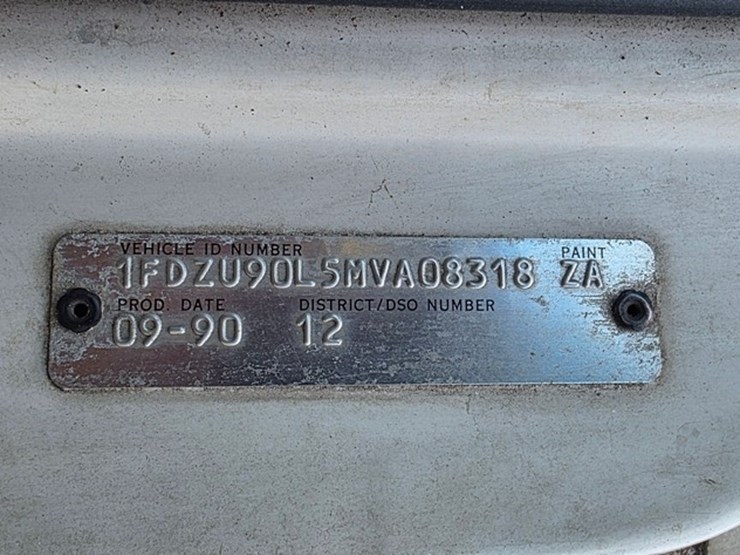 VEHICLE ID NUMBER PAINT
1FDZU90L5MVA08318 ZA
PROD. DATE DISTRICT/DSO NUMBER
09-90 12